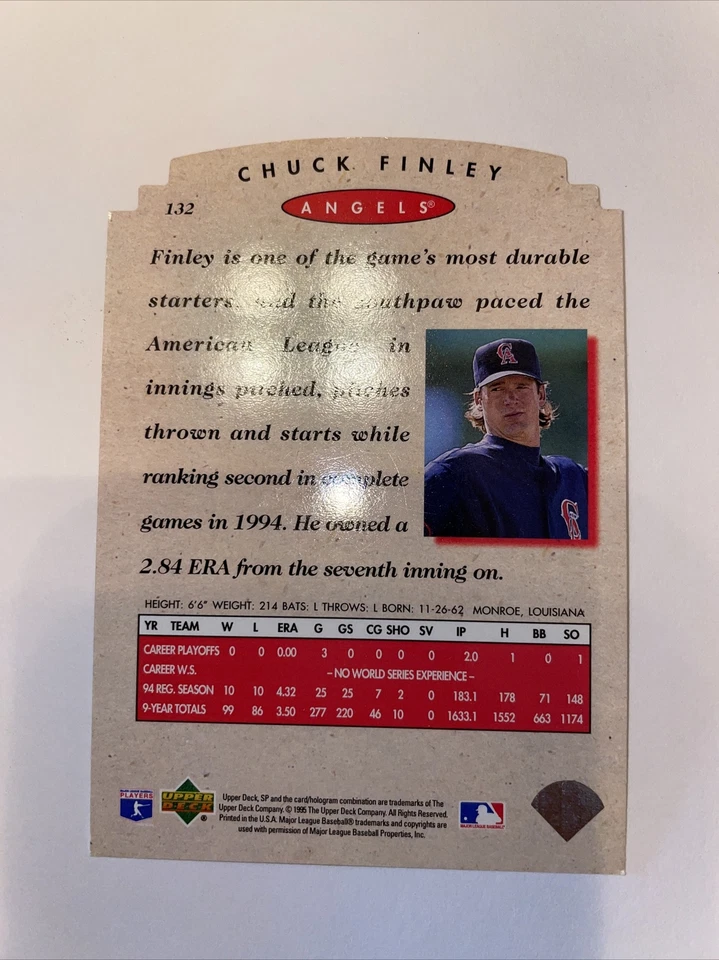 CHUCK FINLEY
132
ANGELS®
Finley is one of the game's most durable
starters, and the southpaw paced the
American League in
innings pitched, pitches
thrown and starts while
ranking second in complete
games in 1994. He owned a
2.84 ERA from the seventh inning on.
HEIGHT: 6'6" WEIGHT: 214 BATS: L THROWS: L BORN: 11-26-62 MONROE, LOUISIANA
YR TEAM W L ERA G GS CG SHO SV IP H BB SO
CAREER PLAYOFFS 0 0 0.00 3 0 0 0 0 2.0 1 0 1
CAREER W.S. – NO WORLD SERIES EXPERIENCE –
94 REG. SEASON 10 10 4.32 25 25 7 2 0 183.1 178 71 148
9-YEAR TOTALS 99 86 3.50 277 220 46 10 0 1633.1 1552 663 1174
PLAYERS
UPPER DECK ®
Upper Deck, SP and the card/hologram combination are trademarks of The
Upper Deck Company. © 1995 The Upper Deck Company. All Rights Reserved.
Printed in the U.S.A. Major League Baseball® trademarks and copyrights are
used with permission of Major League Baseball Properties, Inc.
MAJOR LEAGUE BASEBALL
CA
CA